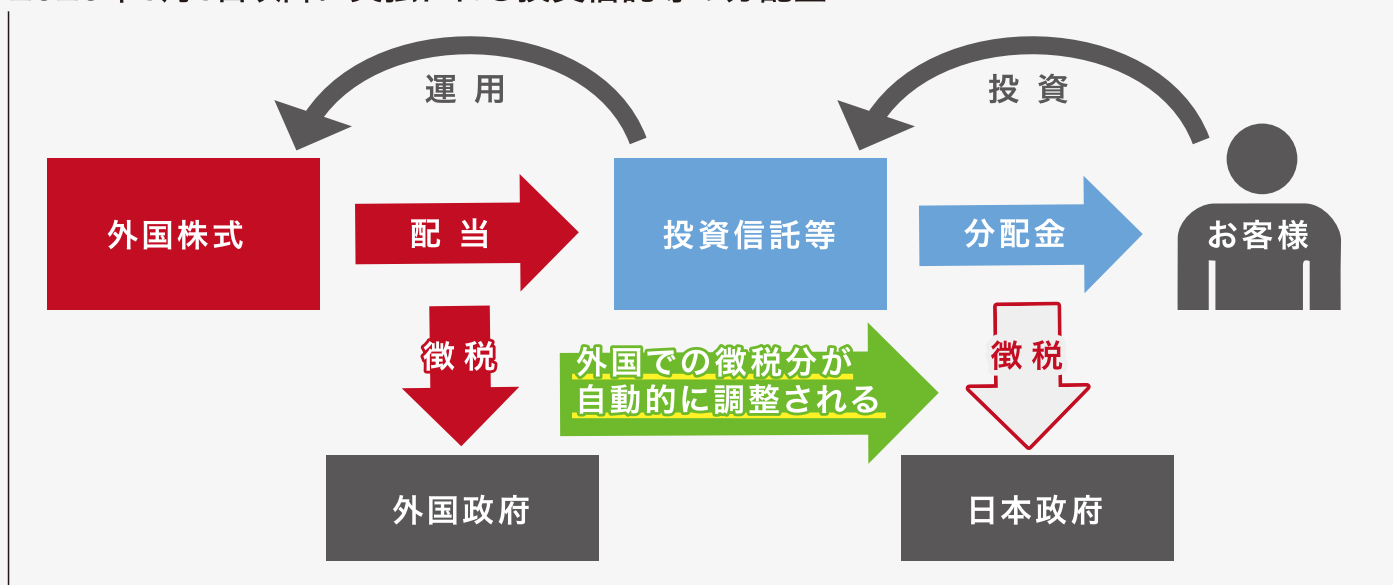 運用
投資
外国株式
配当
投資信託等
分配金
お客様
徴税
外国での徴税分が
自動的に調整される
徴税
外国政府
日本政府